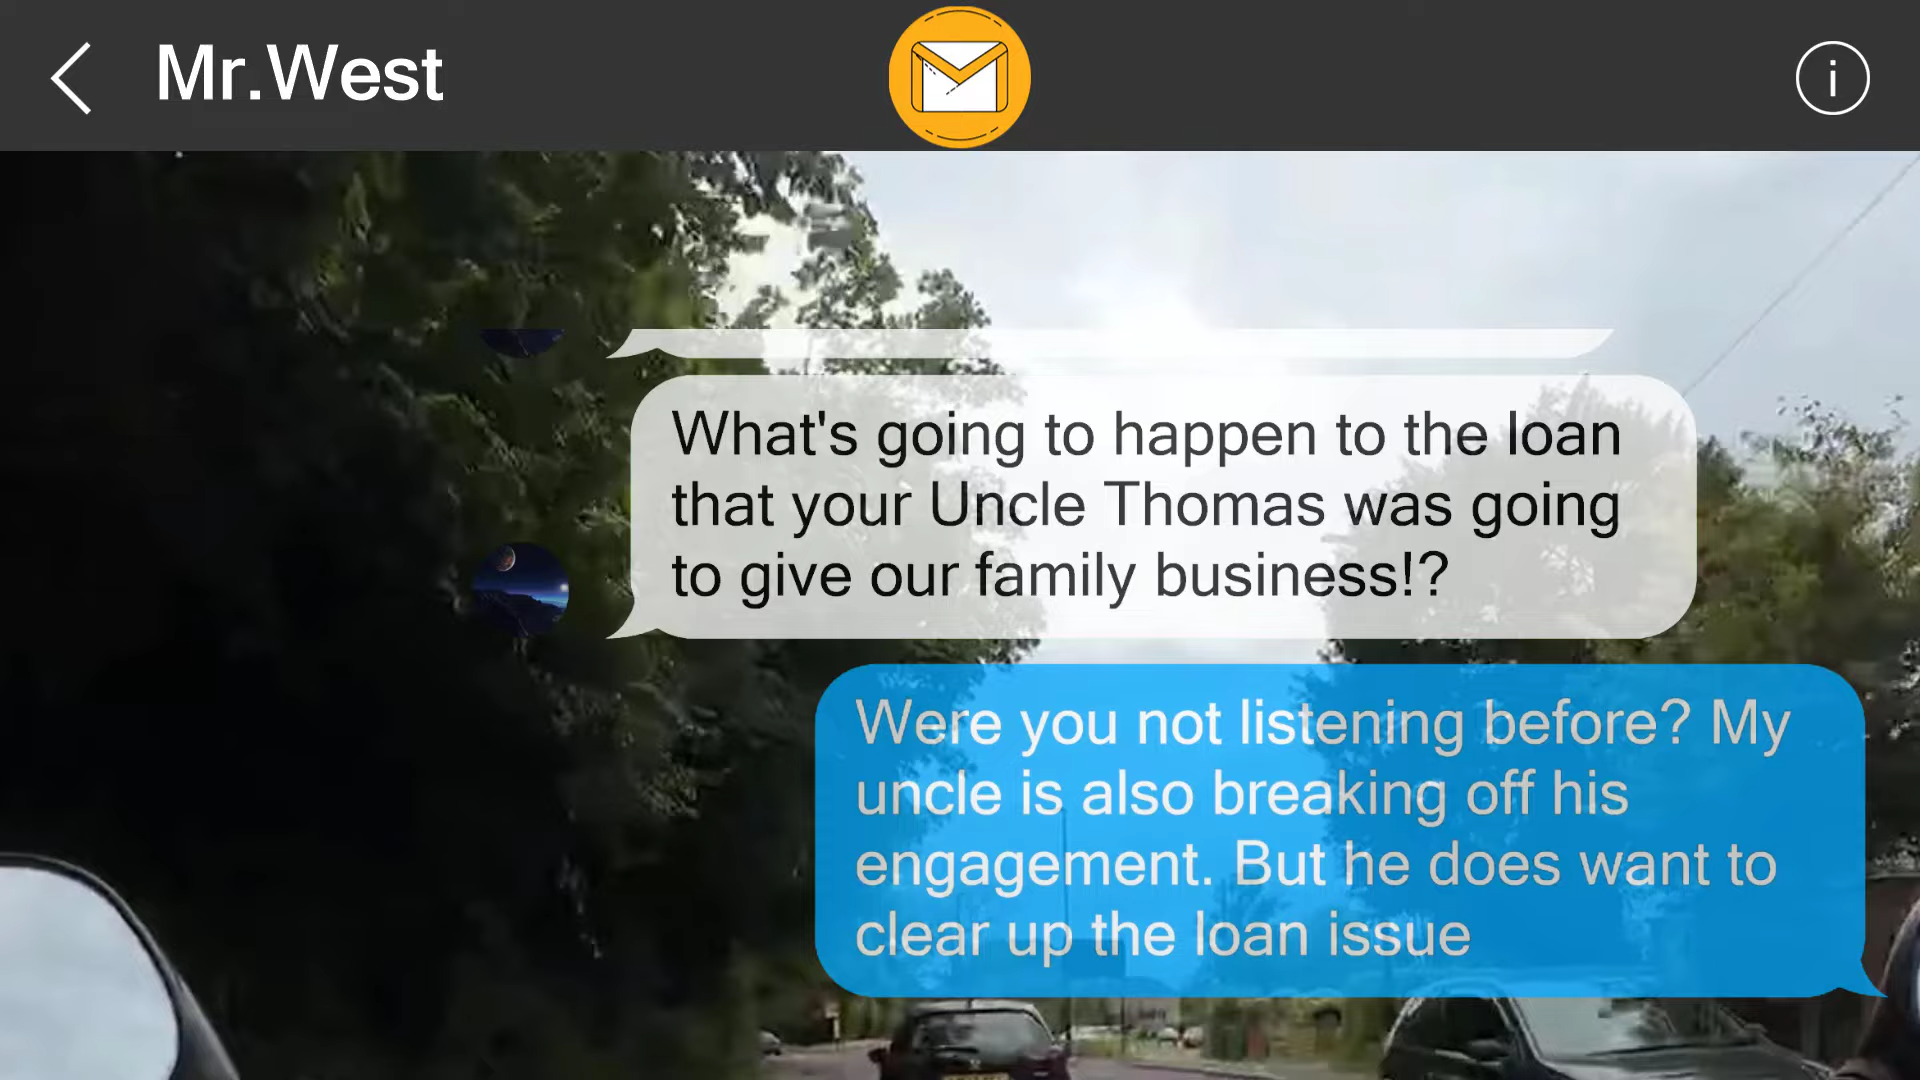 Mr.West
What's going to happen to the loan
that your Uncle Thomas was going
to give our family business!?
Were you not listening before? My
uncle is also breaking off his
engagement. But he does want to
clear up the loan issue